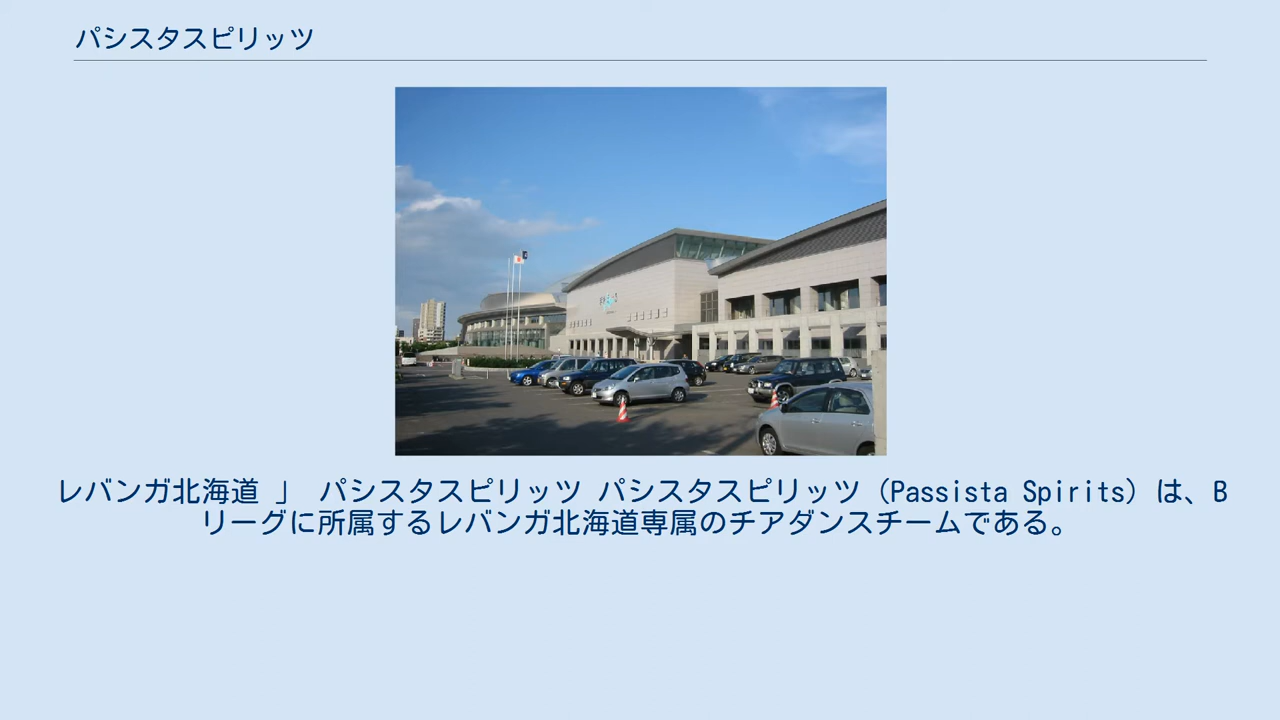 パシスタスピリッツ
レバンガ北海道 」 パシスタスピリッツ パシスタスピリッツ（Passista Spirits）は、B
リーグに所属するレバンガ北海道専属のチアダンスチームである。